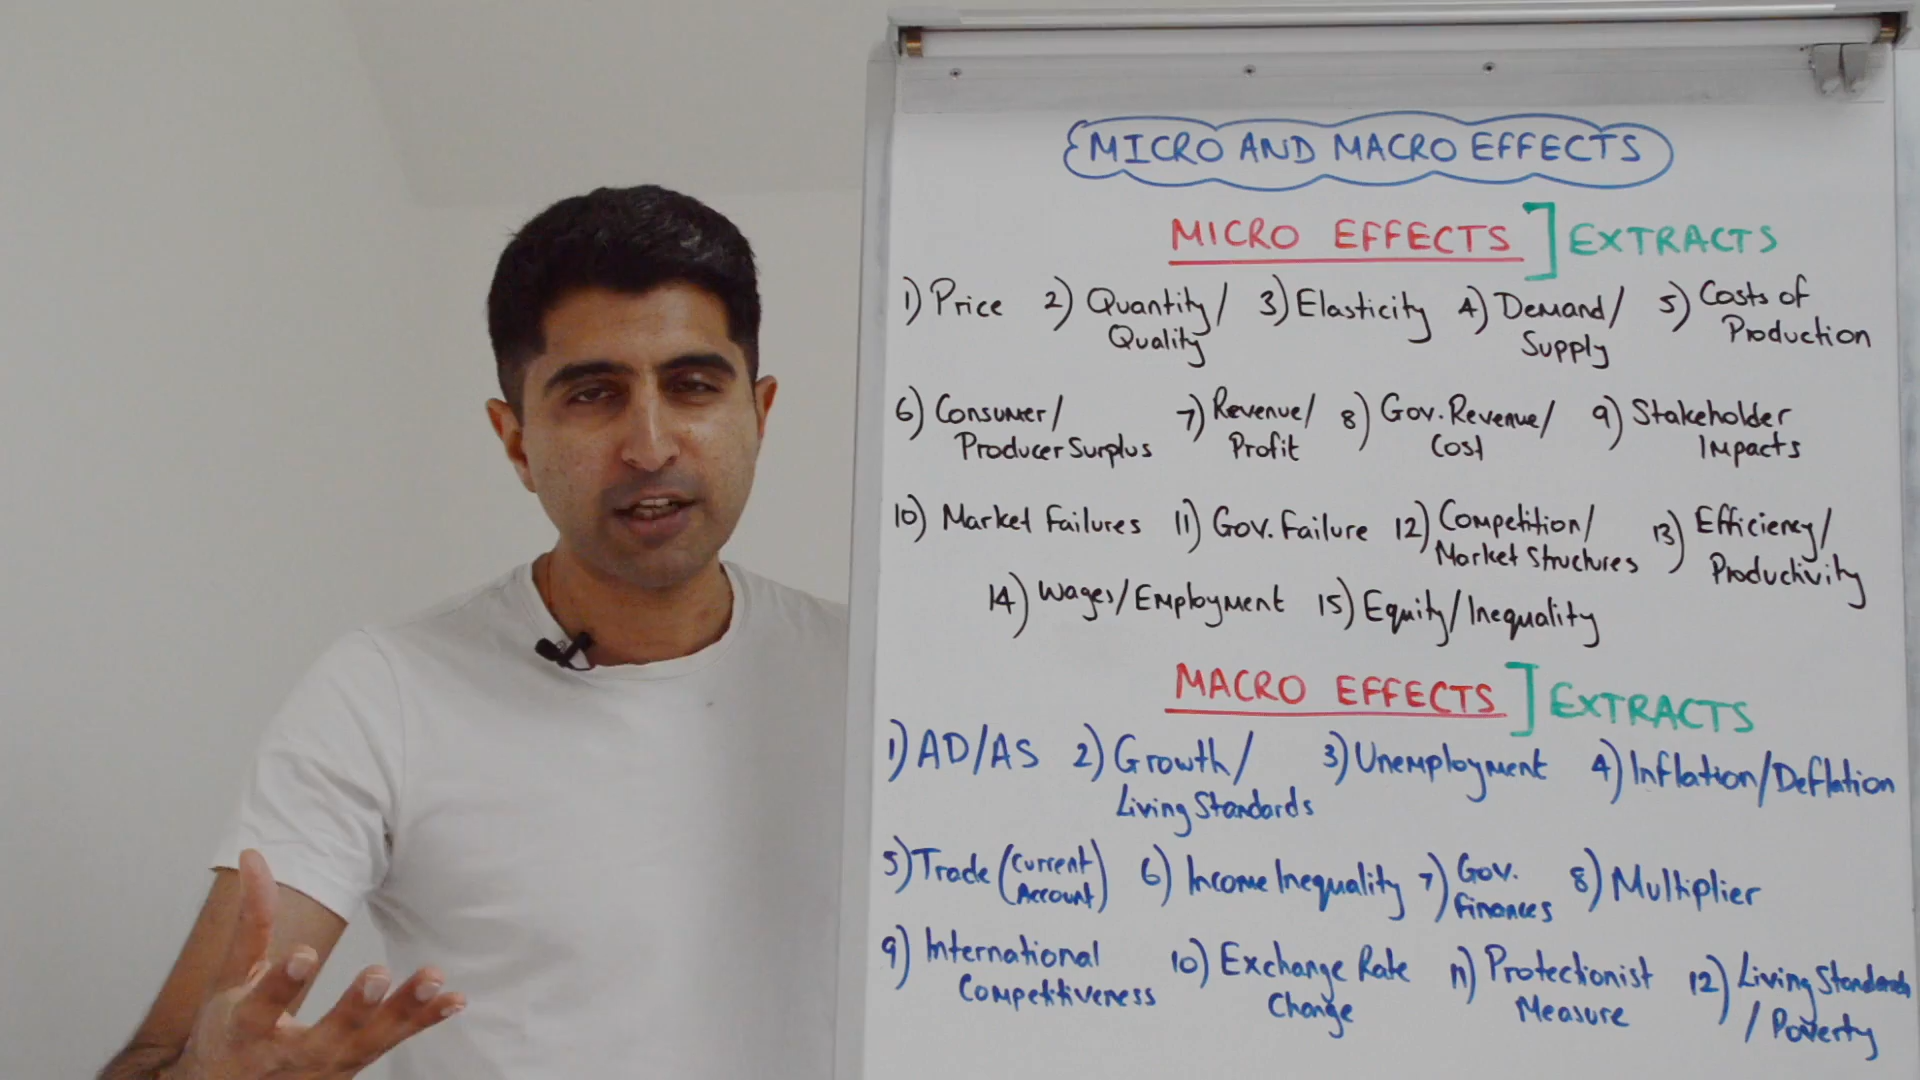 MICRO AND MACRO EFFECTS
MICRO EFFECTS ] EXTRACTS
1) Price 2) Quantity/ Quality 3) Elasticity 4) Demand/ Supply 5) Costs of Production
6) Consumer/ Producer Surplus 7) Revenue/ Profit 8) Gov. Revenue/ Cost 9) Stakeholder Impacts
10) Market Failures 11) Gov. Failure 12) Competition/ Market Structures 13) Efficiency/ Productivity
14) Wages/Employment 15) Equity/Inequality
MACRO EFFECTS ] EXTRACTS
1) AD/AS 2) Growth/ Living Standards 3) Unemployment 4) Inflation/Deflation
5) Trade (Current Account) 6) Income Inequality 7) Gov. Finances 8) Multiplier
9) International Competitiveness 10) Exchange Rate Change 11) Protectionist Measure 12) Living Standards / Poverty